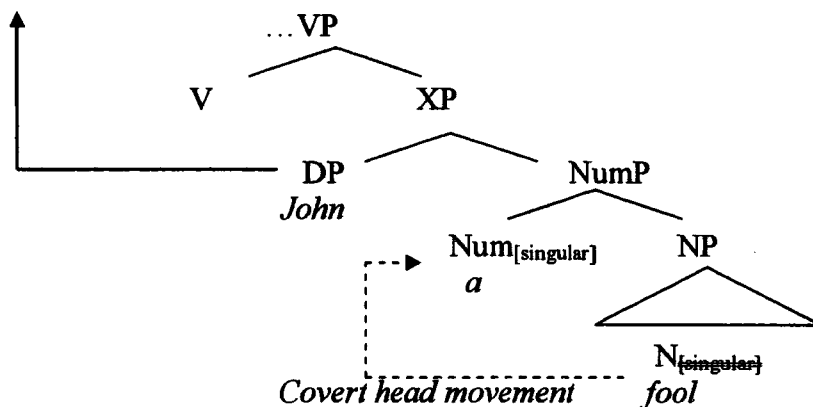 ...VP
V XP
DP NumP
John
Num[singular] NP
a
N[singular]
Covert head movement fool